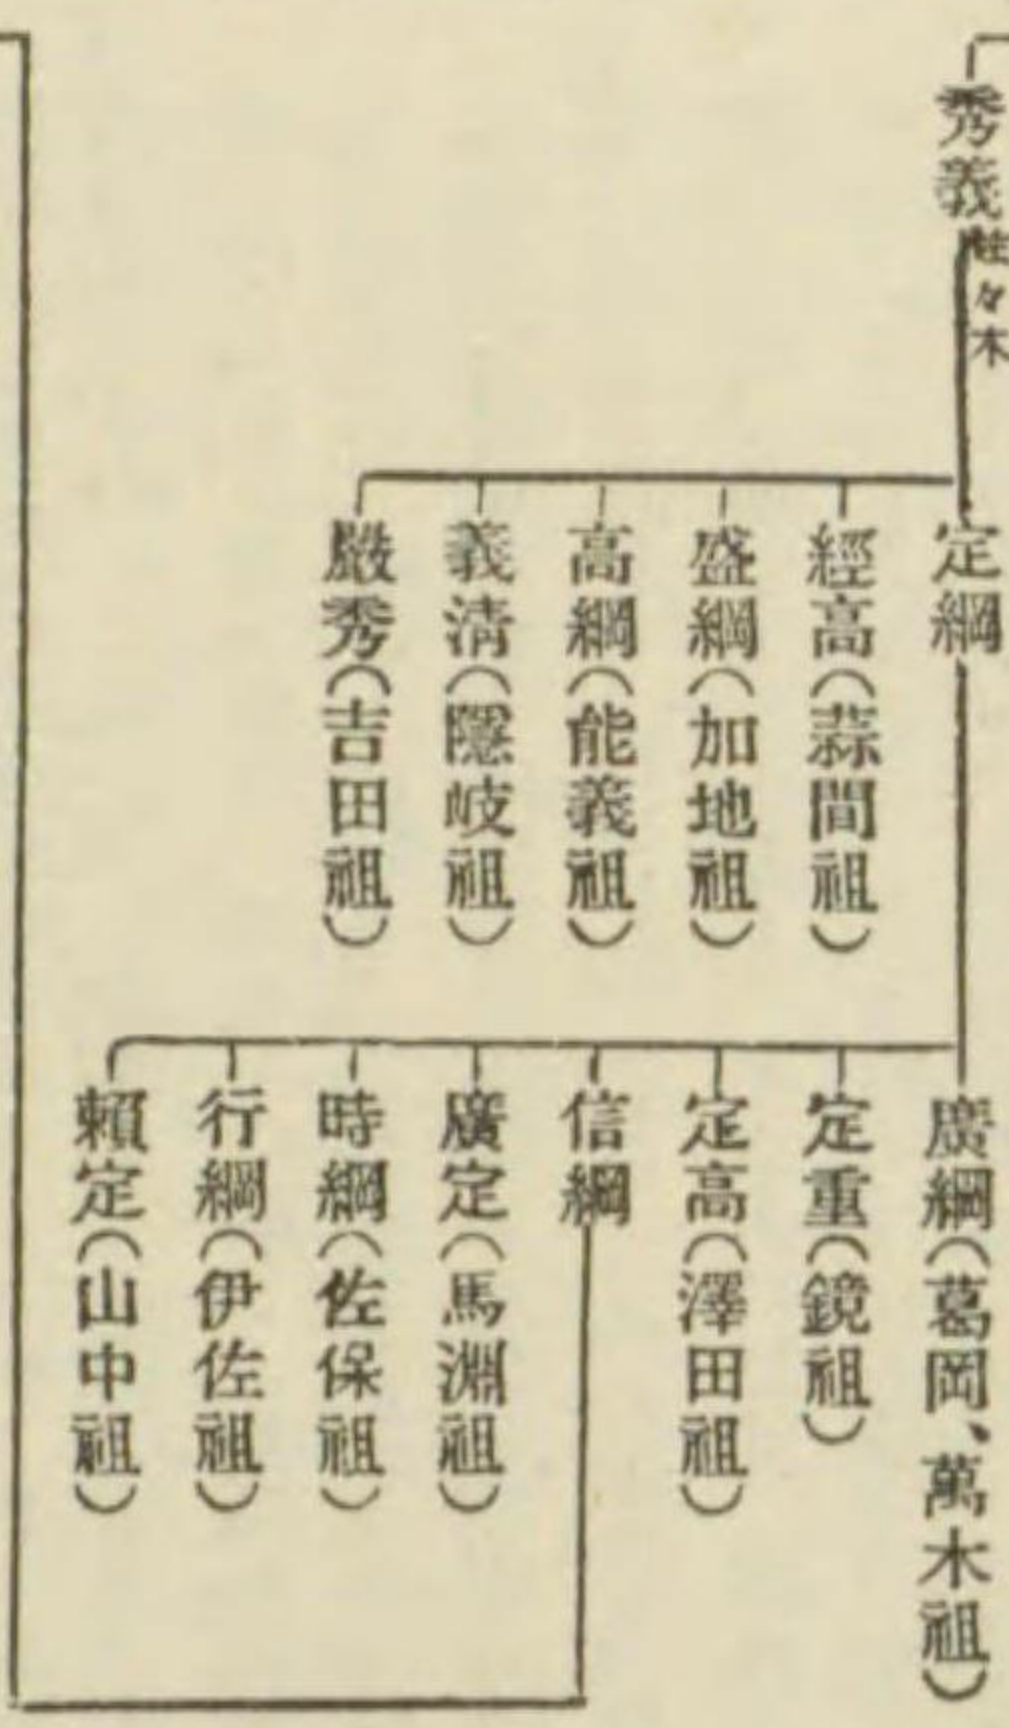 秀義
佐々木
定綱
經高(蒜間祖)
盛綱(加地祖)
高綱(能義祖)
義清(隱岐祖)
嚴秀(吉田祖)
廣綱(葛岡、萬木祖)
定重(鏡祖)
定高(澤田祖)
信綱
廣定(馬淵祖)
時綱(佐保祖)
行綱(伊佐祖)
賴定(山中祖)